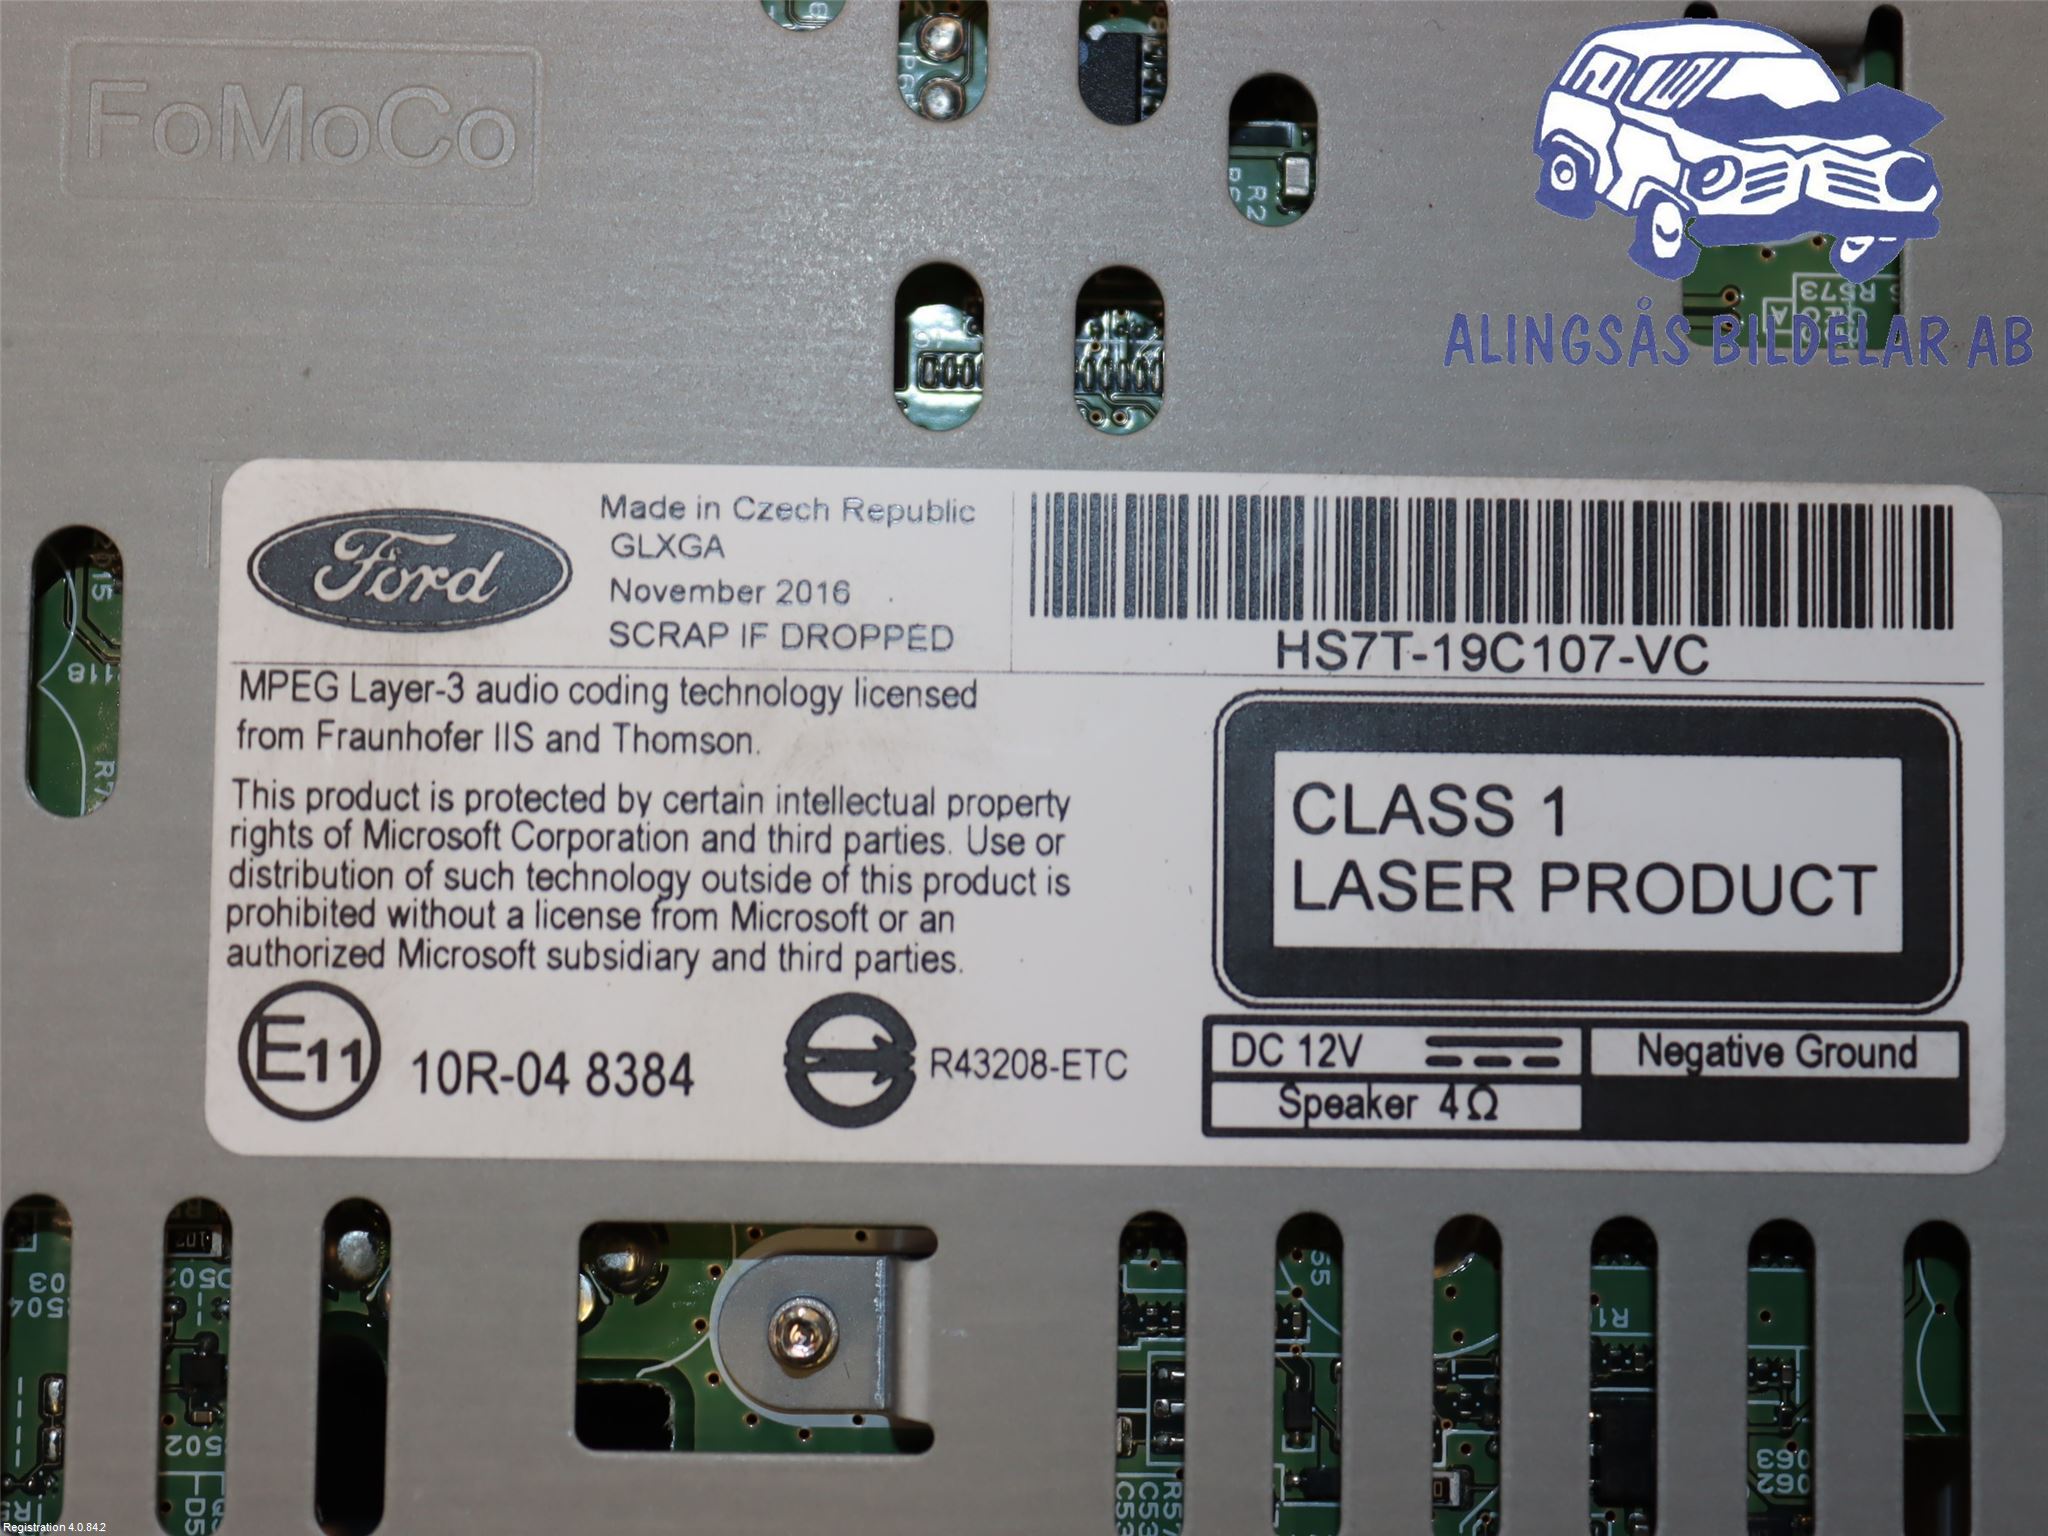 FoMoCo
R2
R573
A
ALINGSÅS BILDELAR AB
Ford
Made in Czech Republic
GLXGA
November 2016
SCRAP IF DROPPED
HS7T-19C107-VC
MPEG Layer-3 audio coding technology licensed
from Fraunhofer IIS and Thomson.
This product is protected by certain intellectual property
rights of Microsoft Corporation and third parties. Use or
distribution of such technology outside of this product is
prohibited without a license from Microsoft or an
authorized Microsoft subsidiary and third parties.
CLASS 1
LASER PRODUCT
E11
10R-04 8384
R43208-ETC
DC 12V
Negative Ground
Speaker 4Ω
Registration 4.0.84.2